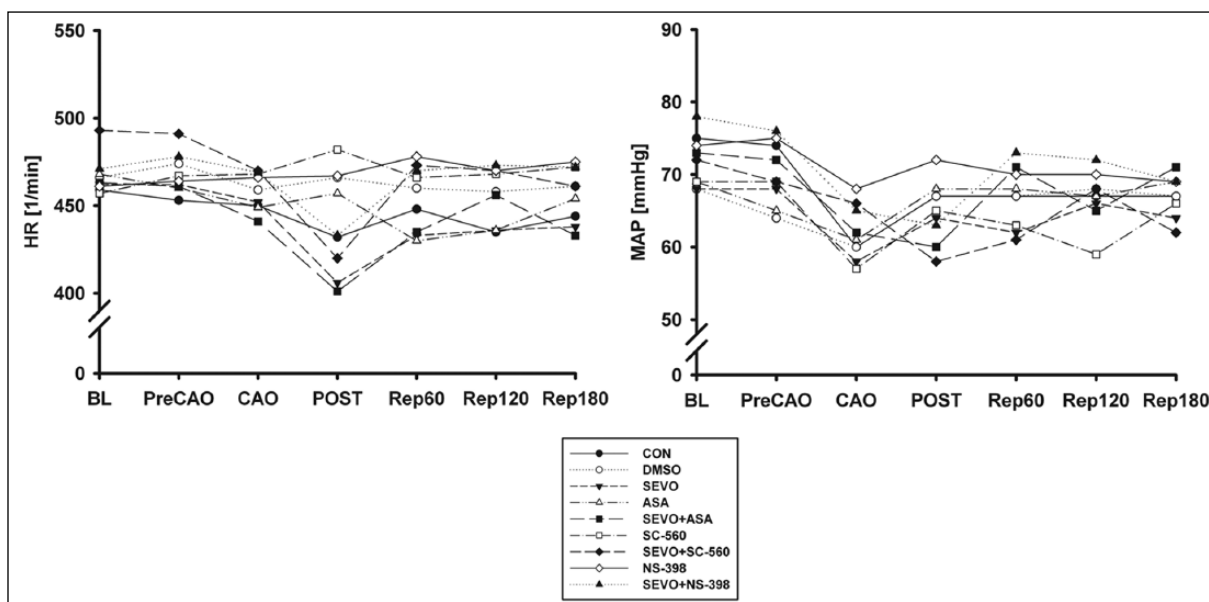 550
500
450
400
0
HR [1/min]
BL PreCAO CAO POST Rep60 Rep120 Rep180
90
80
70
60
50
0
MAP [mmHg]
BL PreCAO CAO POST Rep60 Rep120 Rep180
CON
DMSO
SEVO
ASA
SEVO+ASA
SC-560
SEVO+SC-560
NS-398
SEVO+NS-398